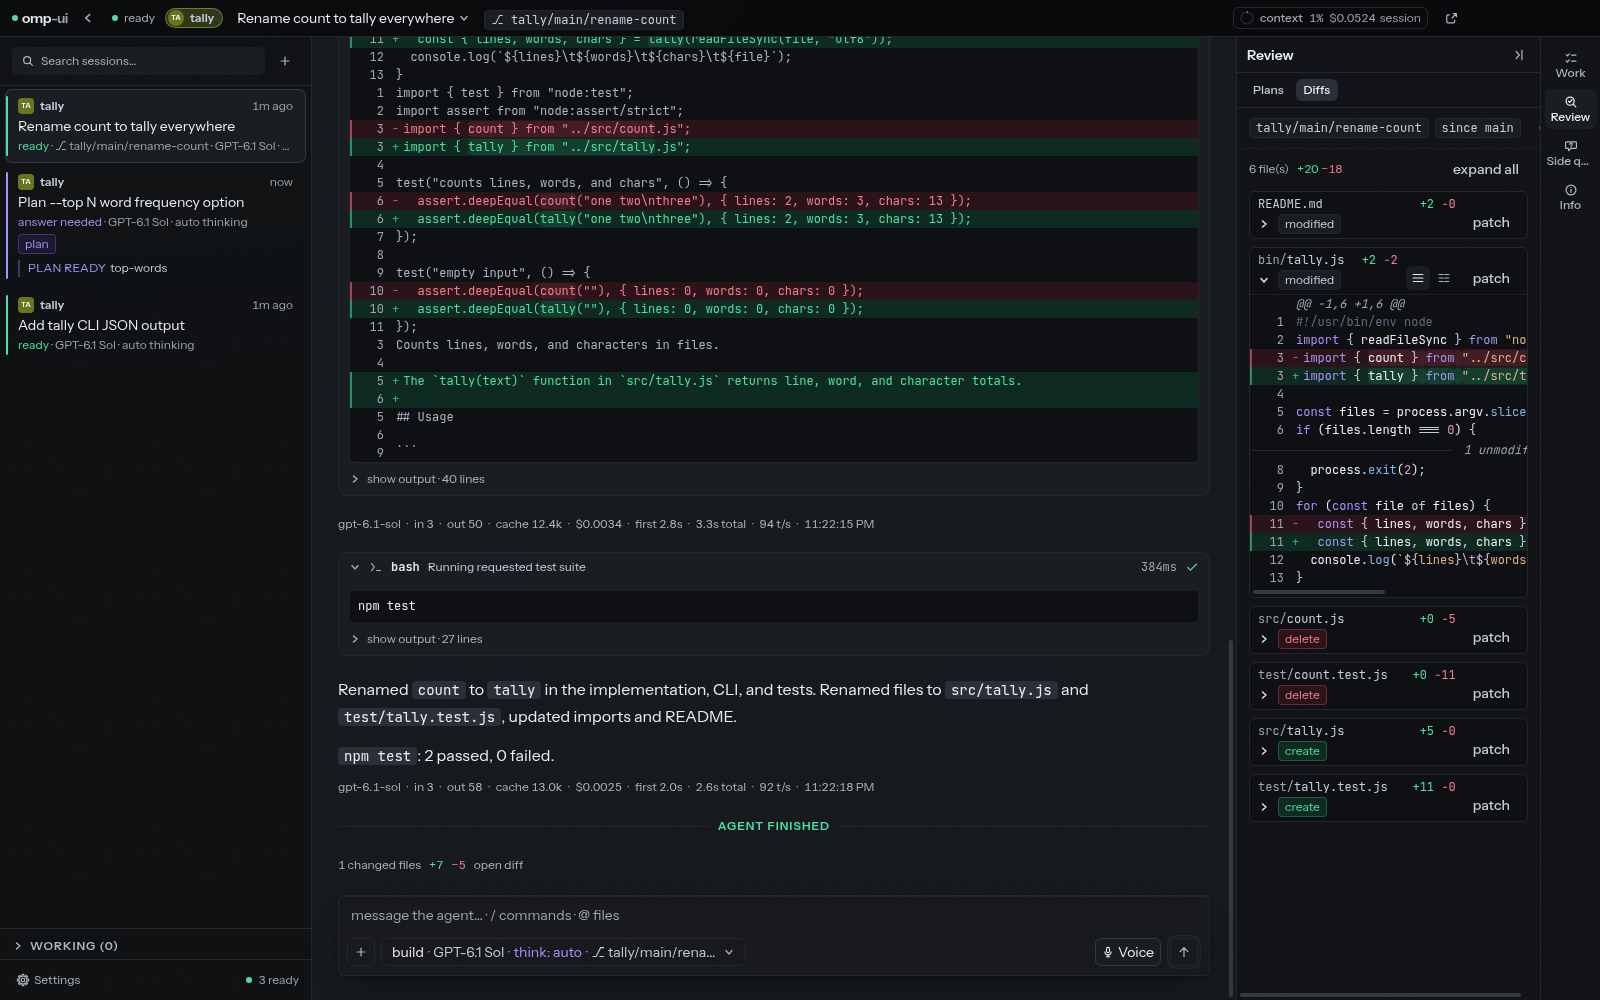 omp-ui
ready
TA tally
Rename count to tally everywhere
tally/main/rename-count
context 1% $0.0524 session
Search sessions...
TA tally 1m ago
Rename count to tally everywhere
ready · tally/main/rename-count · GPT-6.1 Sol · ...
TA tally now
Plan --top N word frequency option
answer needed · GPT-6.1 Sol · auto thinking
plan
PLAN READY top-words
TA tally 1m ago
Add tally CLI JSON output
ready · GPT-6.1 Sol · auto thinking
WORKING (0)
Settings
3 ready
11 + const { lines, words, chars } = tally(readFileSync(file, "utf8"));
12 console.log(`${lines}\t${words}\t${chars}\t${file}`);
13 }
1 import { test } from "node:test";
2 import assert from "node:assert/strict";
3 - import { count } from "../src/count.js";
3 + import { tally } from "../src/tally.js";
4
5 test("counts lines, words, and chars", () => {
6 - assert.deepEqual(count("one two\nthree"), { lines: 2, words: 3, chars: 13 });
6 + assert.deepEqual(tally("one two\nthree"), { lines: 2, words: 3, chars: 13 });
7 });
8
9 test("empty input", () => {
10 - assert.deepEqual(count(""), { lines: 0, words: 0, chars: 0 });
10 + assert.deepEqual(tally(""), { lines: 0, words: 0, chars: 0 });
11 });
3 Counts lines, words, and characters in files.
4
5 + The `tally(text)` function in `src/tally.js` returns line, word, and character totals.
6 +
5 ## Usage
6
9 ```
show output · 40 lines
gpt-6.1-sol · in 3 · out 50 · cache 12.4k · $0.0034 · first 2.8s · 3.3s total · 94 t/s · 11:22:15 PM
bash Running requested test suite 384ms
npm test
show output · 27 lines
Renamed count to tally in the implementation, CLI, and tests. Renamed files to src/tally.js and
test/tally.test.js, updated imports and README.
npm test: 2 passed, 0 failed.
gpt-6.1-sol · in 3 · out 58 · cache 13.0k · $0.0025 · first 2.0s · 2.6s total · 92 t/s · 11:22:18 PM
AGENT FINISHED
1 changed files +7 −5 open diff
message the agent... · / commands · @ files
build · GPT-6.1 Sol · think: auto · tally/main/rena...
Voice
Review
Plans Diffs
tally/main/rename-count since main
6 file(s) +20 −18 expand all
README.md +2 -0
modified patch
bin/tally.js +2 -2
modified patch
@@ -1,6 +1,6 @@
1 #!/usr/bin/env node
2 import { readFileSync } from "no
3 - import { count } from "../src/c
3 + import { tally } from "../src/t
4
5 const files = process.argv.slice
6 if (files.length === 0) {
1 unmodif
8 process.exit(2);
9 }
10 for (const file of files) {
11 - const { lines, words, chars }
11 + const { lines, words, chars }
12 console.log(`${lines}\t${words
13 }
src/count.js +0 -5
delete patch
test/count.test.js +0 -11
delete patch
src/tally.js +5 -0
create patch
test/tally.test.js +11 -0
create patch
Work
Review
Side q...
Info